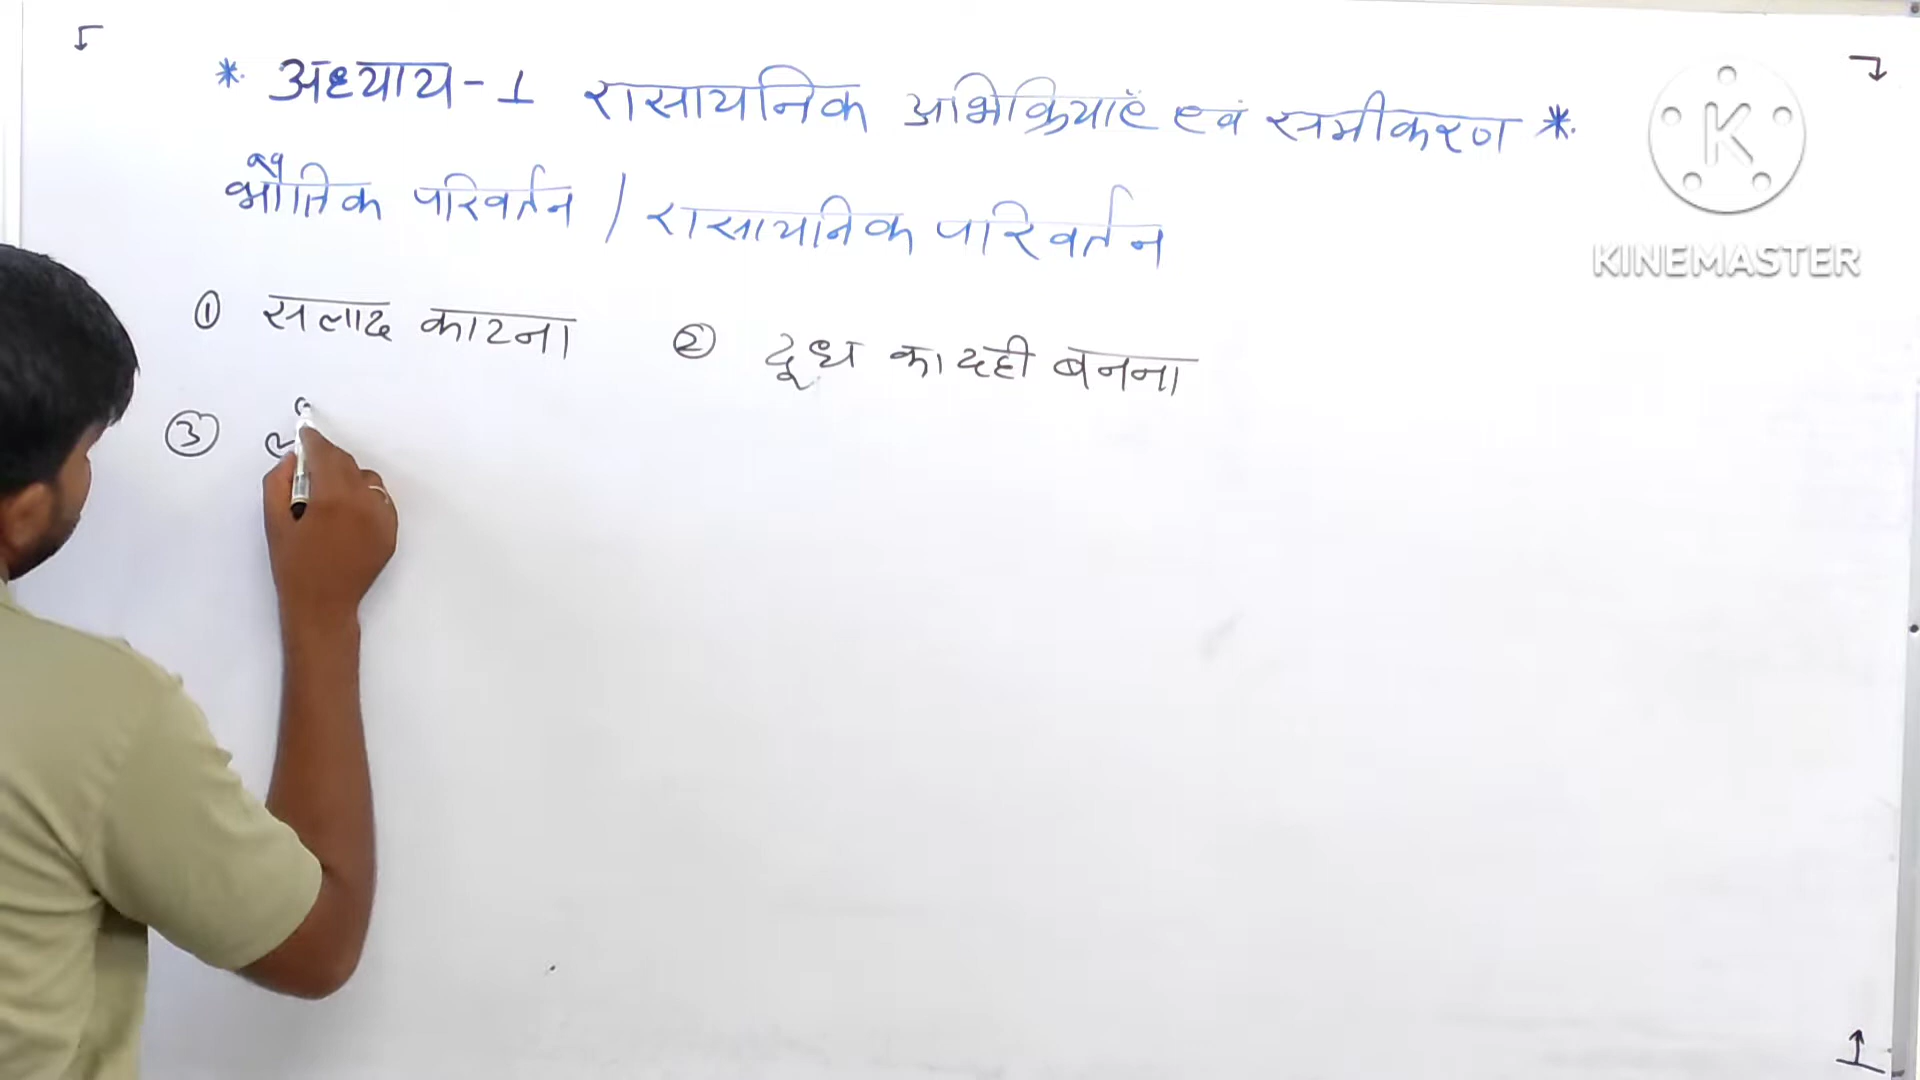 * अध्याय-1 रासायनिक अभिक्रियाएँ एवं समीकरण *
भौतिक परिवर्तन / रासायनिक परिवर्तन
① सलाद काटना ② दूध का दही बनना
③
K
KINEMASTER
1